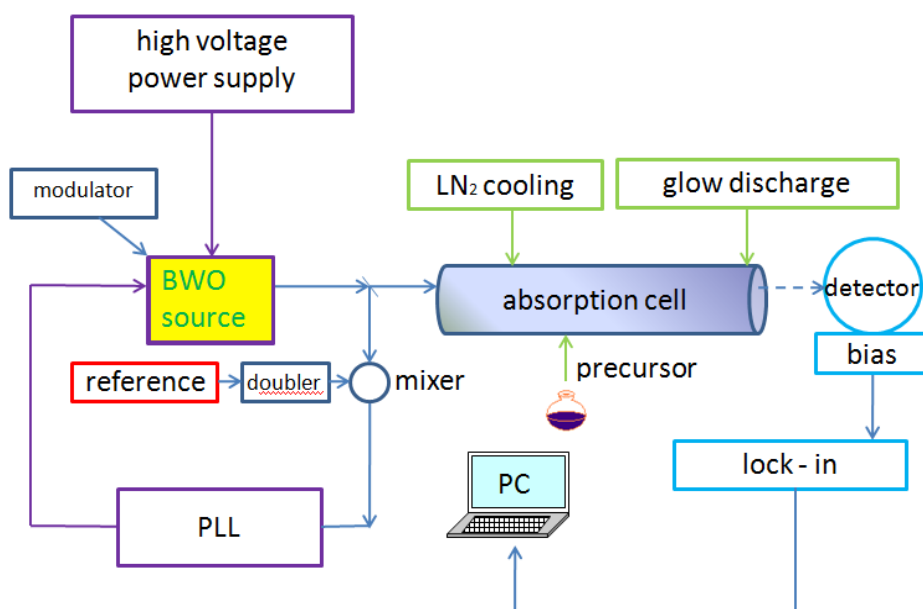 high voltage
power supply
modulator
LN₂ cooling
glow discharge
BWO
source
absorption cell
detector
bias
reference
doubler
mixer
precursor
lock - in
PC
PLL